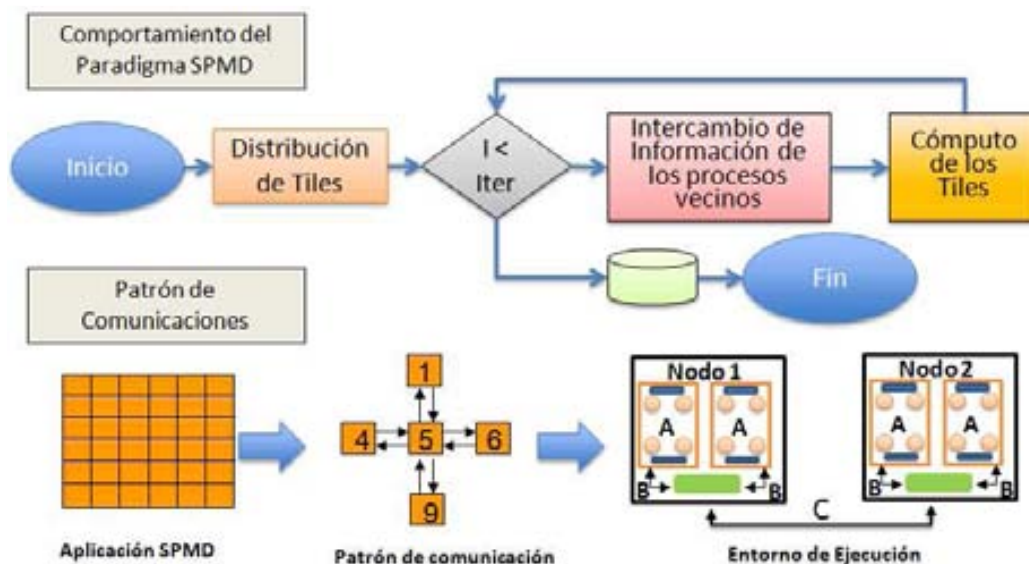 Comportamiento del
Paradigma SPMD
Inicio
Distribución
de Tiles
I <
Iter
Intercambio de
Información de
los procesos
vecinos
Cómputo
de los
Tiles
Fin
Patrón de
Comunicaciones
1
4
5
6
9
Nodo 1
A
A
B
B
Nodo 2
A
A
B
B
C
Aplicación SPMD
Patrón de comunicación
Entorno de Ejecución